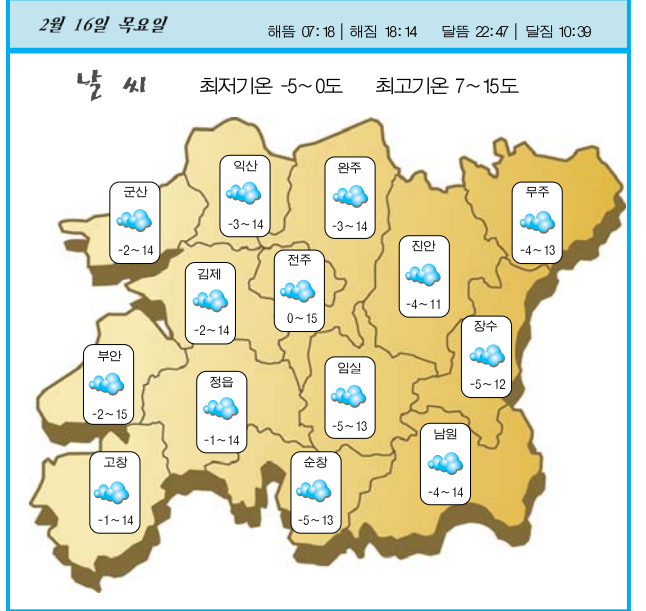 2월 16일 목요일
해뜸 07:18 | 해짐 18:14 달뜸 22:47 | 달짐 10:39
날씨 최저기온 -5~0도 최고기온 7~15도
군산
-2~14
익산
-3~14
완주
-3~14
무주
-4~13
진안
-4~11
전주
0~15
김제
-2~14
장수
-5~12
부안
-2~15
정읍
-1~14
임실
-5~13
남원
-4~14
고창
-1~14
순창
-5~13